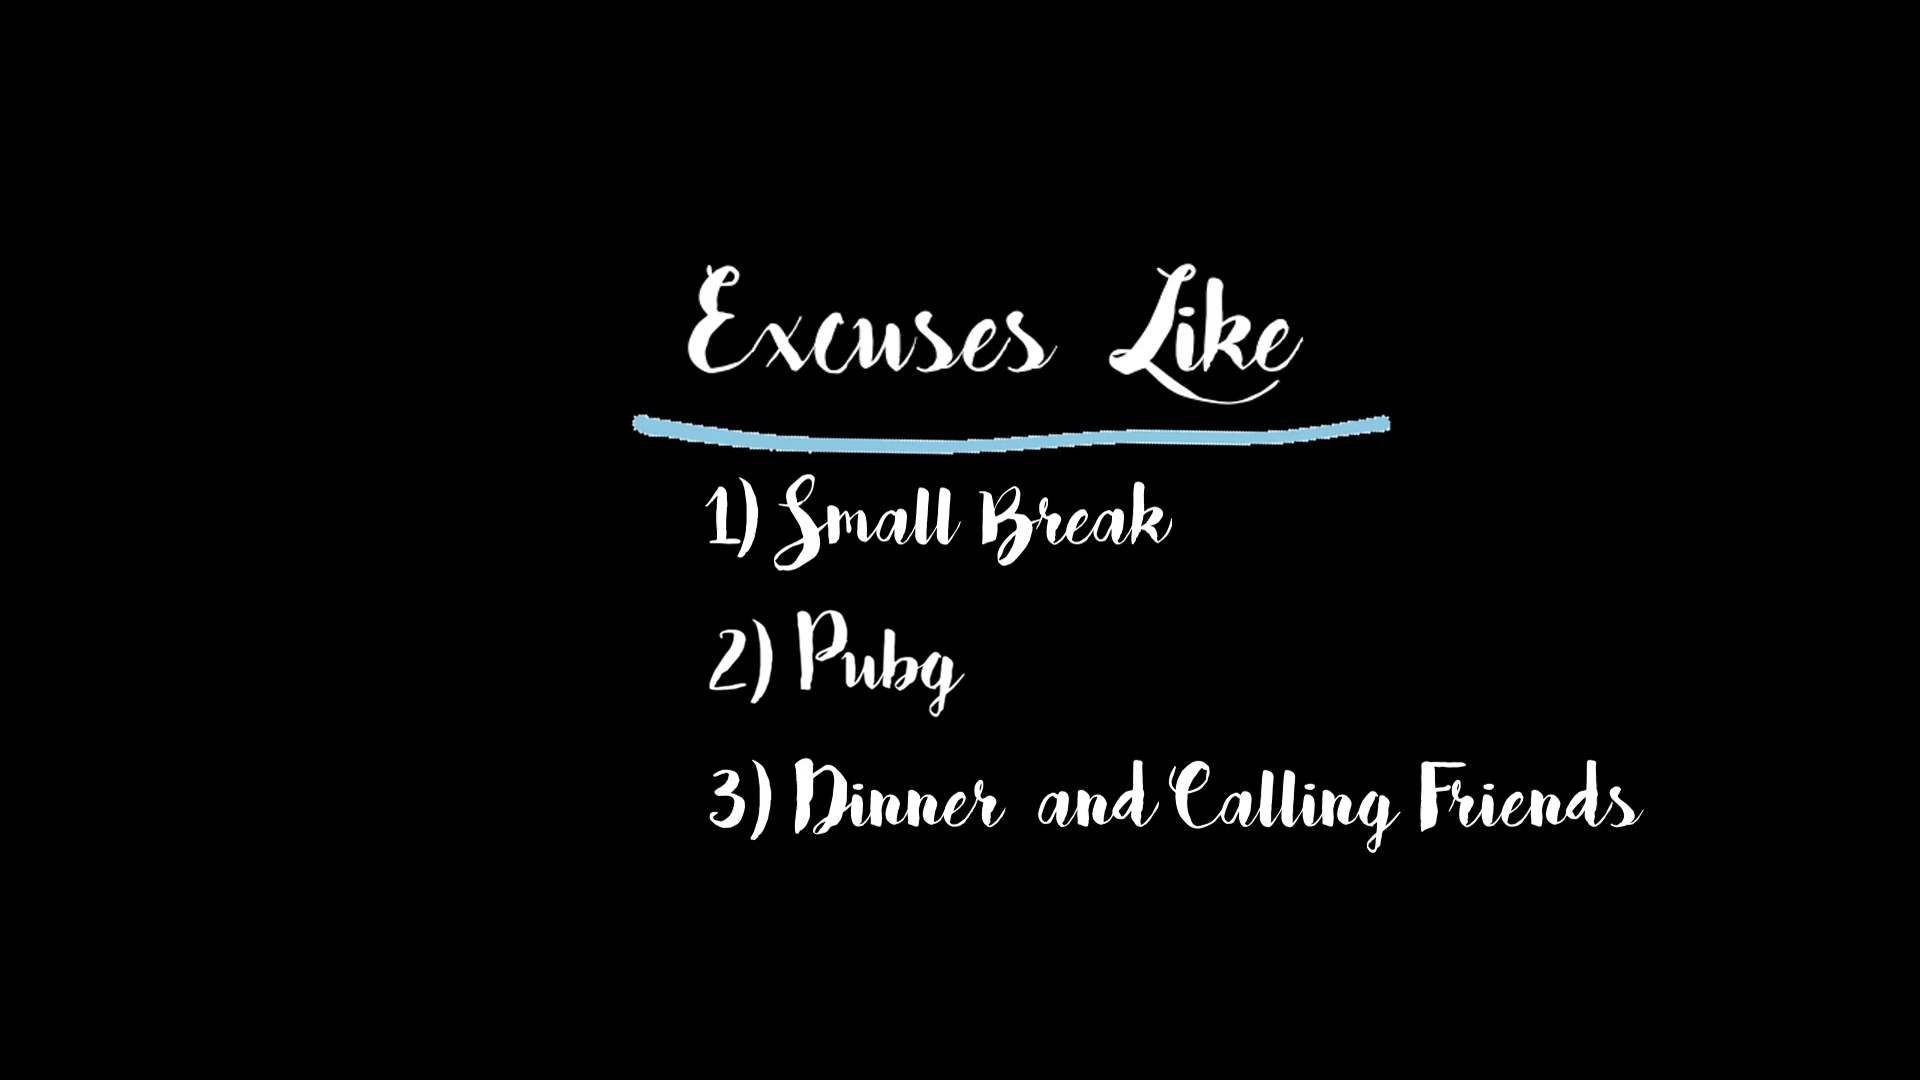 Excuses Like
1) Small Break
2) Pubg
3) Dinner and Calling Friends